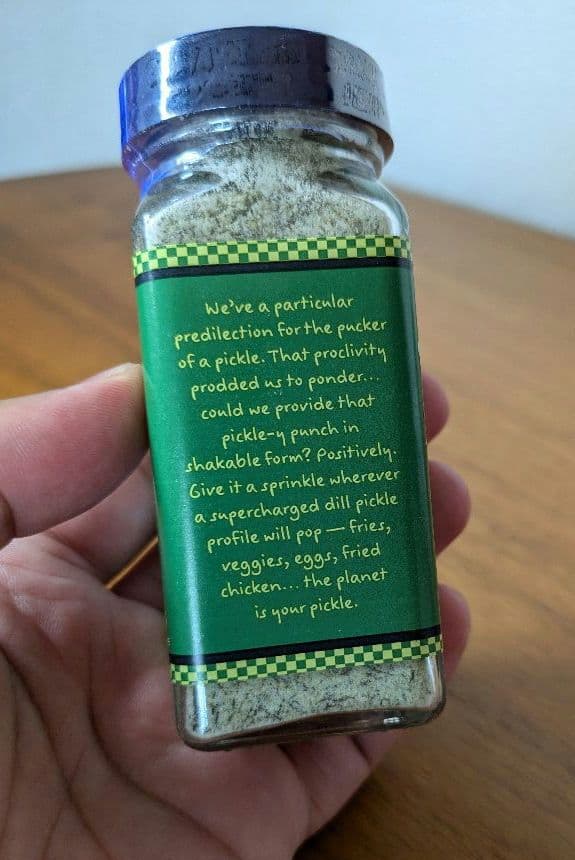 We've a particular
predilection for the pucker
of a pickle. That proclivity
prodded us to ponder...
could we provide that
pickle-y punch in
shakable form? Positively.
Give it a sprinkle wherever
a supercharged dill pickle
profile will pop — fries,
veggies, eggs, fried
chicken... the planet
is your pickle.